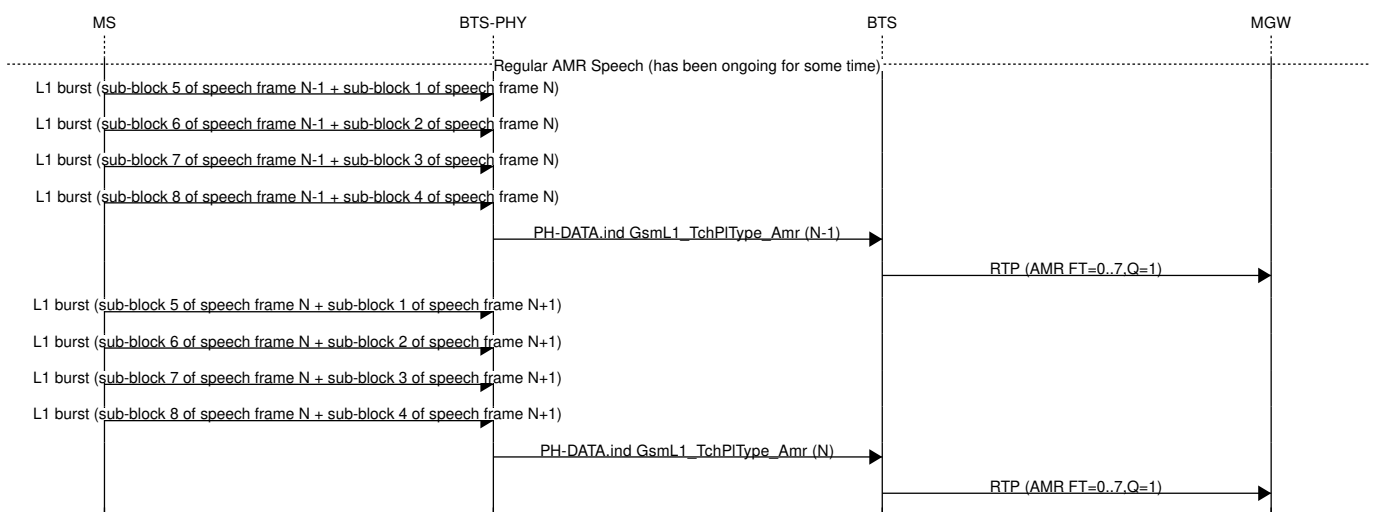 MS BTS-PHY BTS MGW
Regular AMR Speech (has been ongoing for some time)
L1 burst (sub-block 5 of speech frame N-1 + sub-block 1 of speech frame N)
L1 burst (sub-block 6 of speech frame N-1 + sub-block 2 of speech frame N)
L1 burst (sub-block 7 of speech frame N-1 + sub-block 3 of speech frame N)
L1 burst (sub-block 8 of speech frame N-1 + sub-block 4 of speech frame N)
PH-DATA.ind GsmL1_TchPlType_Amr (N-1)
RTP (AMR FT=0..7,Q=1)
L1 burst (sub-block 5 of speech frame N + sub-block 1 of speech frame N+1)
L1 burst (sub-block 6 of speech frame N + sub-block 2 of speech frame N+1)
L1 burst (sub-block 7 of speech frame N + sub-block 3 of speech frame N+1)
L1 burst (sub-block 8 of speech frame N + sub-block 4 of speech frame N+1)
PH-DATA.ind GsmL1_TchPlType_Amr (N)
RTP (AMR FT=0..7,Q=1)